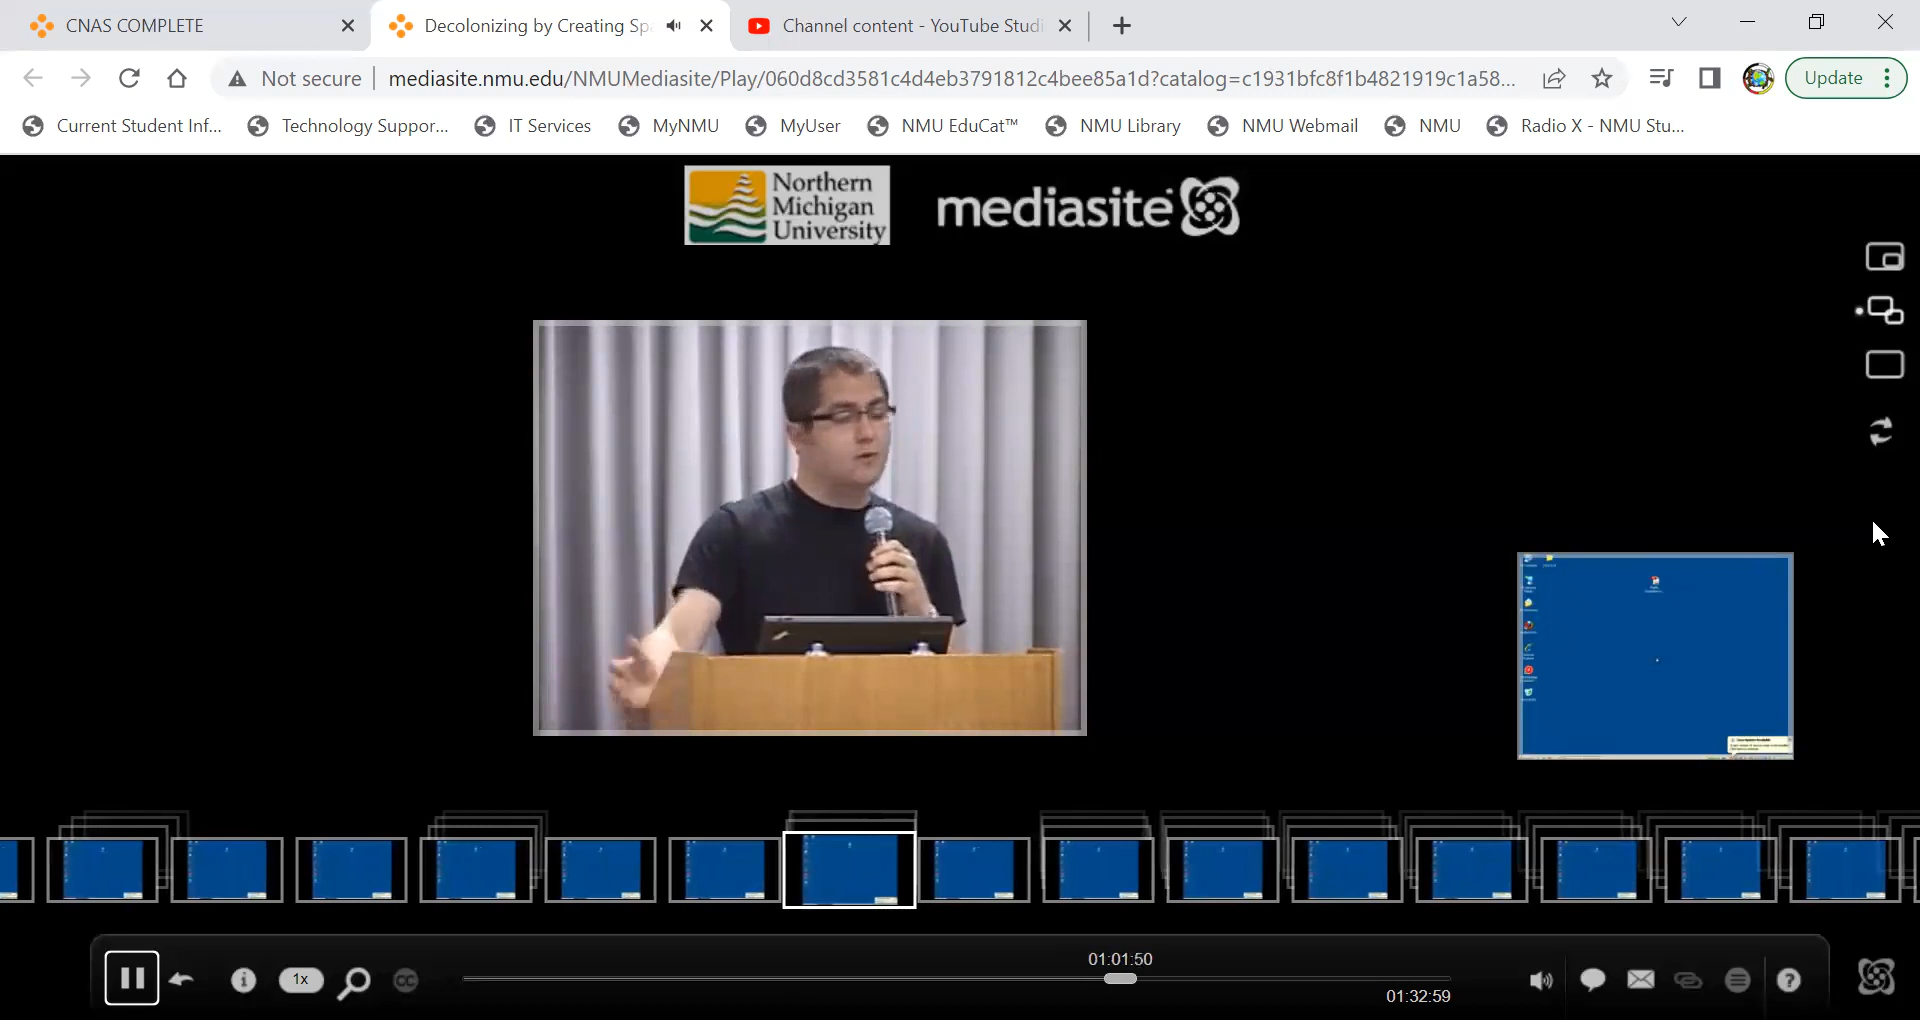 CNAS COMPLETE
Decolonizing by Creating Sp
Channel content - YouTube Studi
Not secure
mediasite.nmu.edu/NMUMediasite/Play/060d8cd3581c4d4eb3791812c4bee85a1d?catalog=c1931bfc8f1b4821919c1a58...
Update
Current Student Inf...
Technology Suppor...
IT Services
MyNMU
MyUser
NMU EduCat™
NMU Library
NMU Webmail
NMU
Radio X - NMU Stu...
Northern
Michigan
University
mediasite
01:01:50
1x
CC
01:32:59